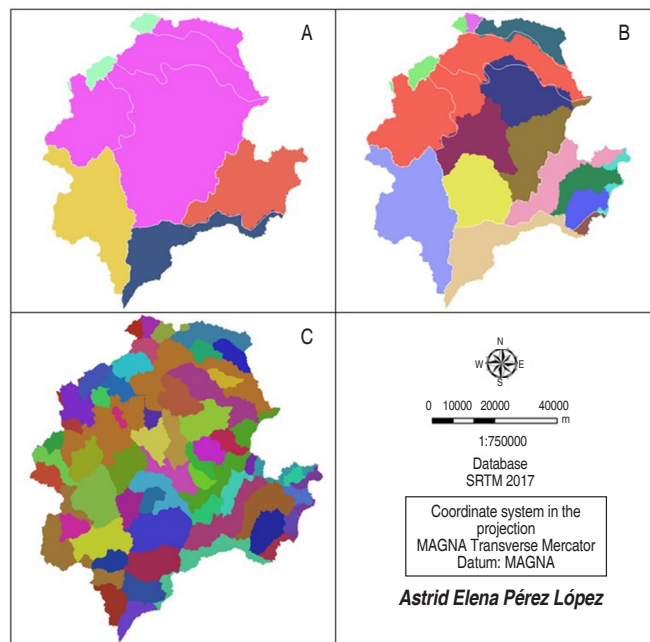 A
B
C
N
W E
S
0 10000 20000 40000
m
1:750000
Database
SRTM 2017
Coordinate system in the
projection
MAGNA Transverse Mercator
Datum: MAGNA
Astrid Elena Pérez López